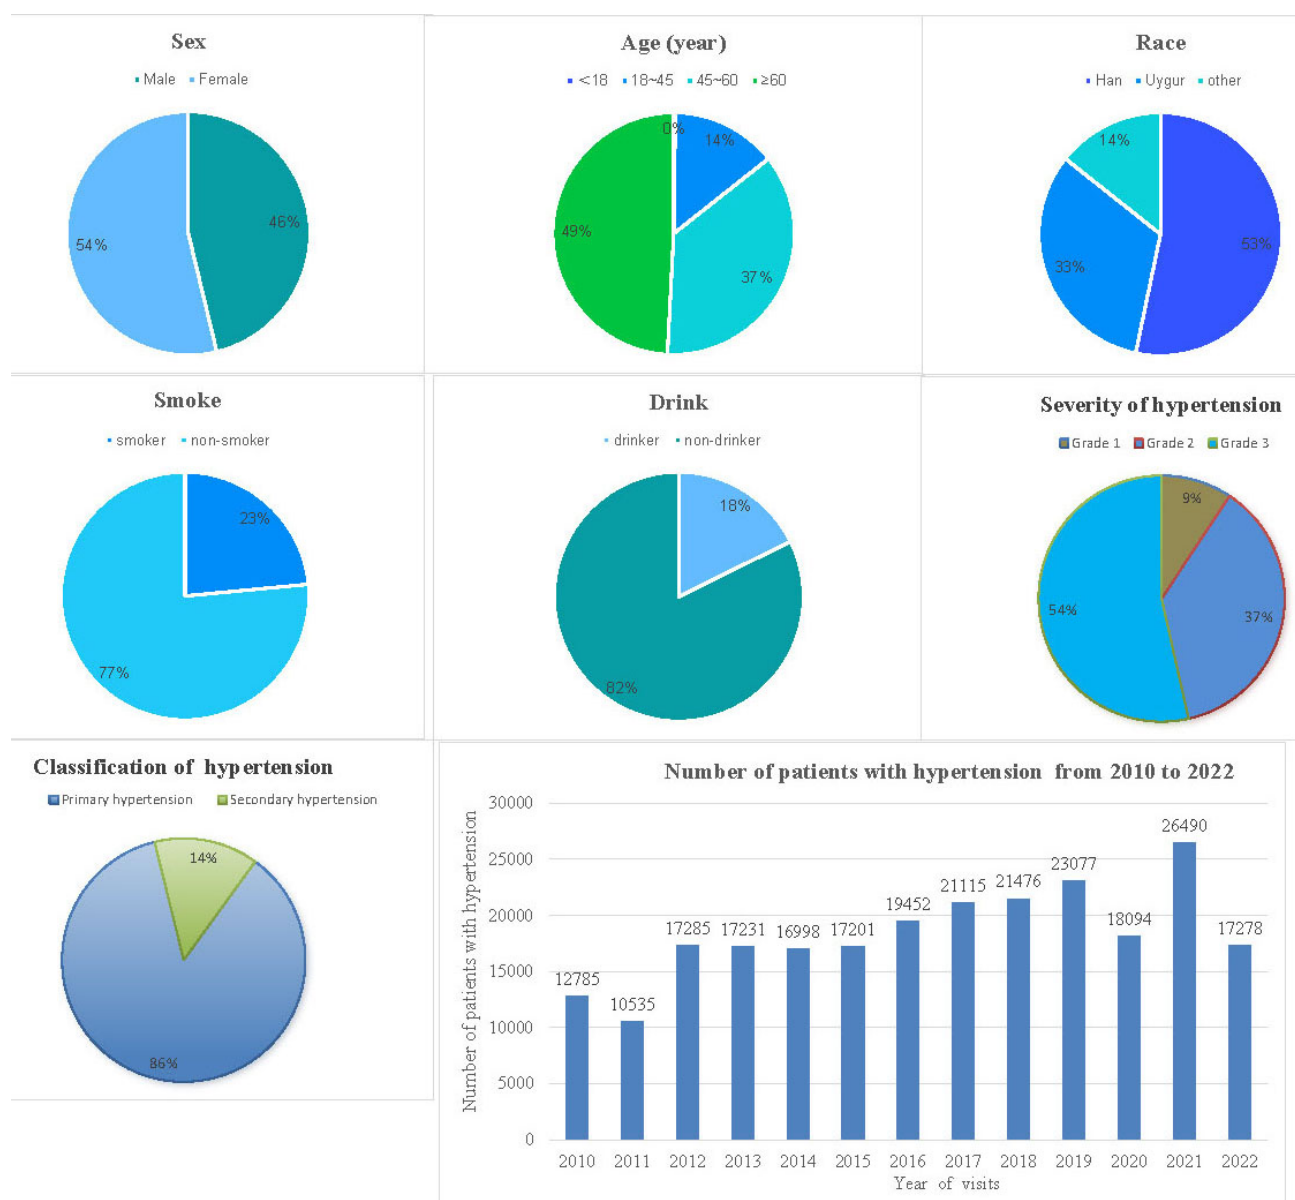 Sex
Male Female
46%
54%
Age (year)
<18 18~45 45~60 ≥60
0%
14%
49%
37%
Race
Han Uygur other
14%
53%
33%
Smoke
smoker non-smoker
23%
77%
Drink
drinker non-drinker
18%
82%
Severity of hypertension
Grade 1 Grade 2 Grade 3
9%
54%
37%
Classification of hypertension
Primary hypertension Secondary hypertension
14%
86%
Number of patients with hypertension from 2010 to 2022
Number of patients with hypertension
30000
25000
20000
15000
10000
5000
0
12785
10535
17285
17231
16998
17201
19452
21115
21476
23077
18094
26490
17278
2010 2011 2012 2013 2014 2015 2016 2017 2018 2019 2020 2021 2022
Year of visits